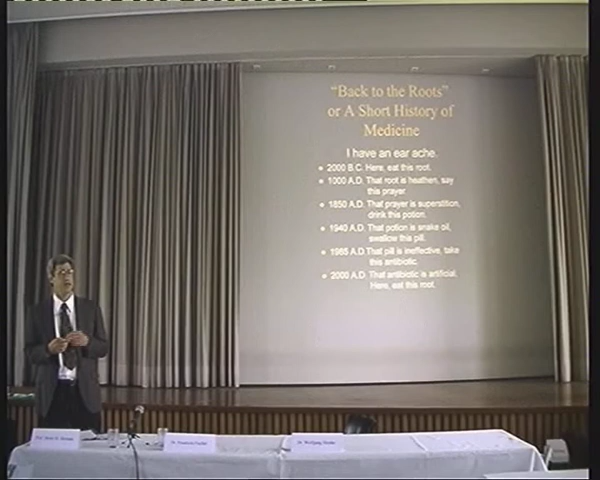 "Back to the Roots"
or A Short History of
Medicine
I have an ear ache.
• 2000 B.C. Here, eat this root.
• 1000 A.D. That root is heathen, say
this prayer.
• 1850 A.D. That prayer is superstition,
drink this potion.
• 1940 A.D. That potion is snake oil,
swallow this pill.
• 1985 A.D. That pill is ineffective, take
this antibiotic.
• 2000 A.D. That antibiotic is artificial.
Here, eat this root.
Dr. Wolfgang